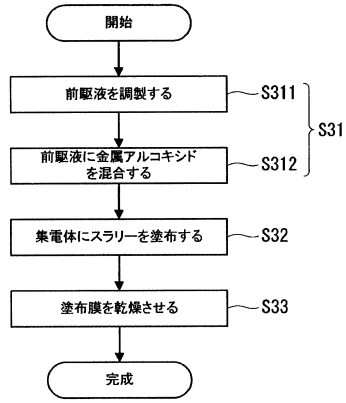 開始
前駆液を調製する
S311
前駆液に金属アルコキシド
を混合する
S312
S31
集電体にスラリーを塗布する
S32
塗布膜を乾燥させる
S33
完成